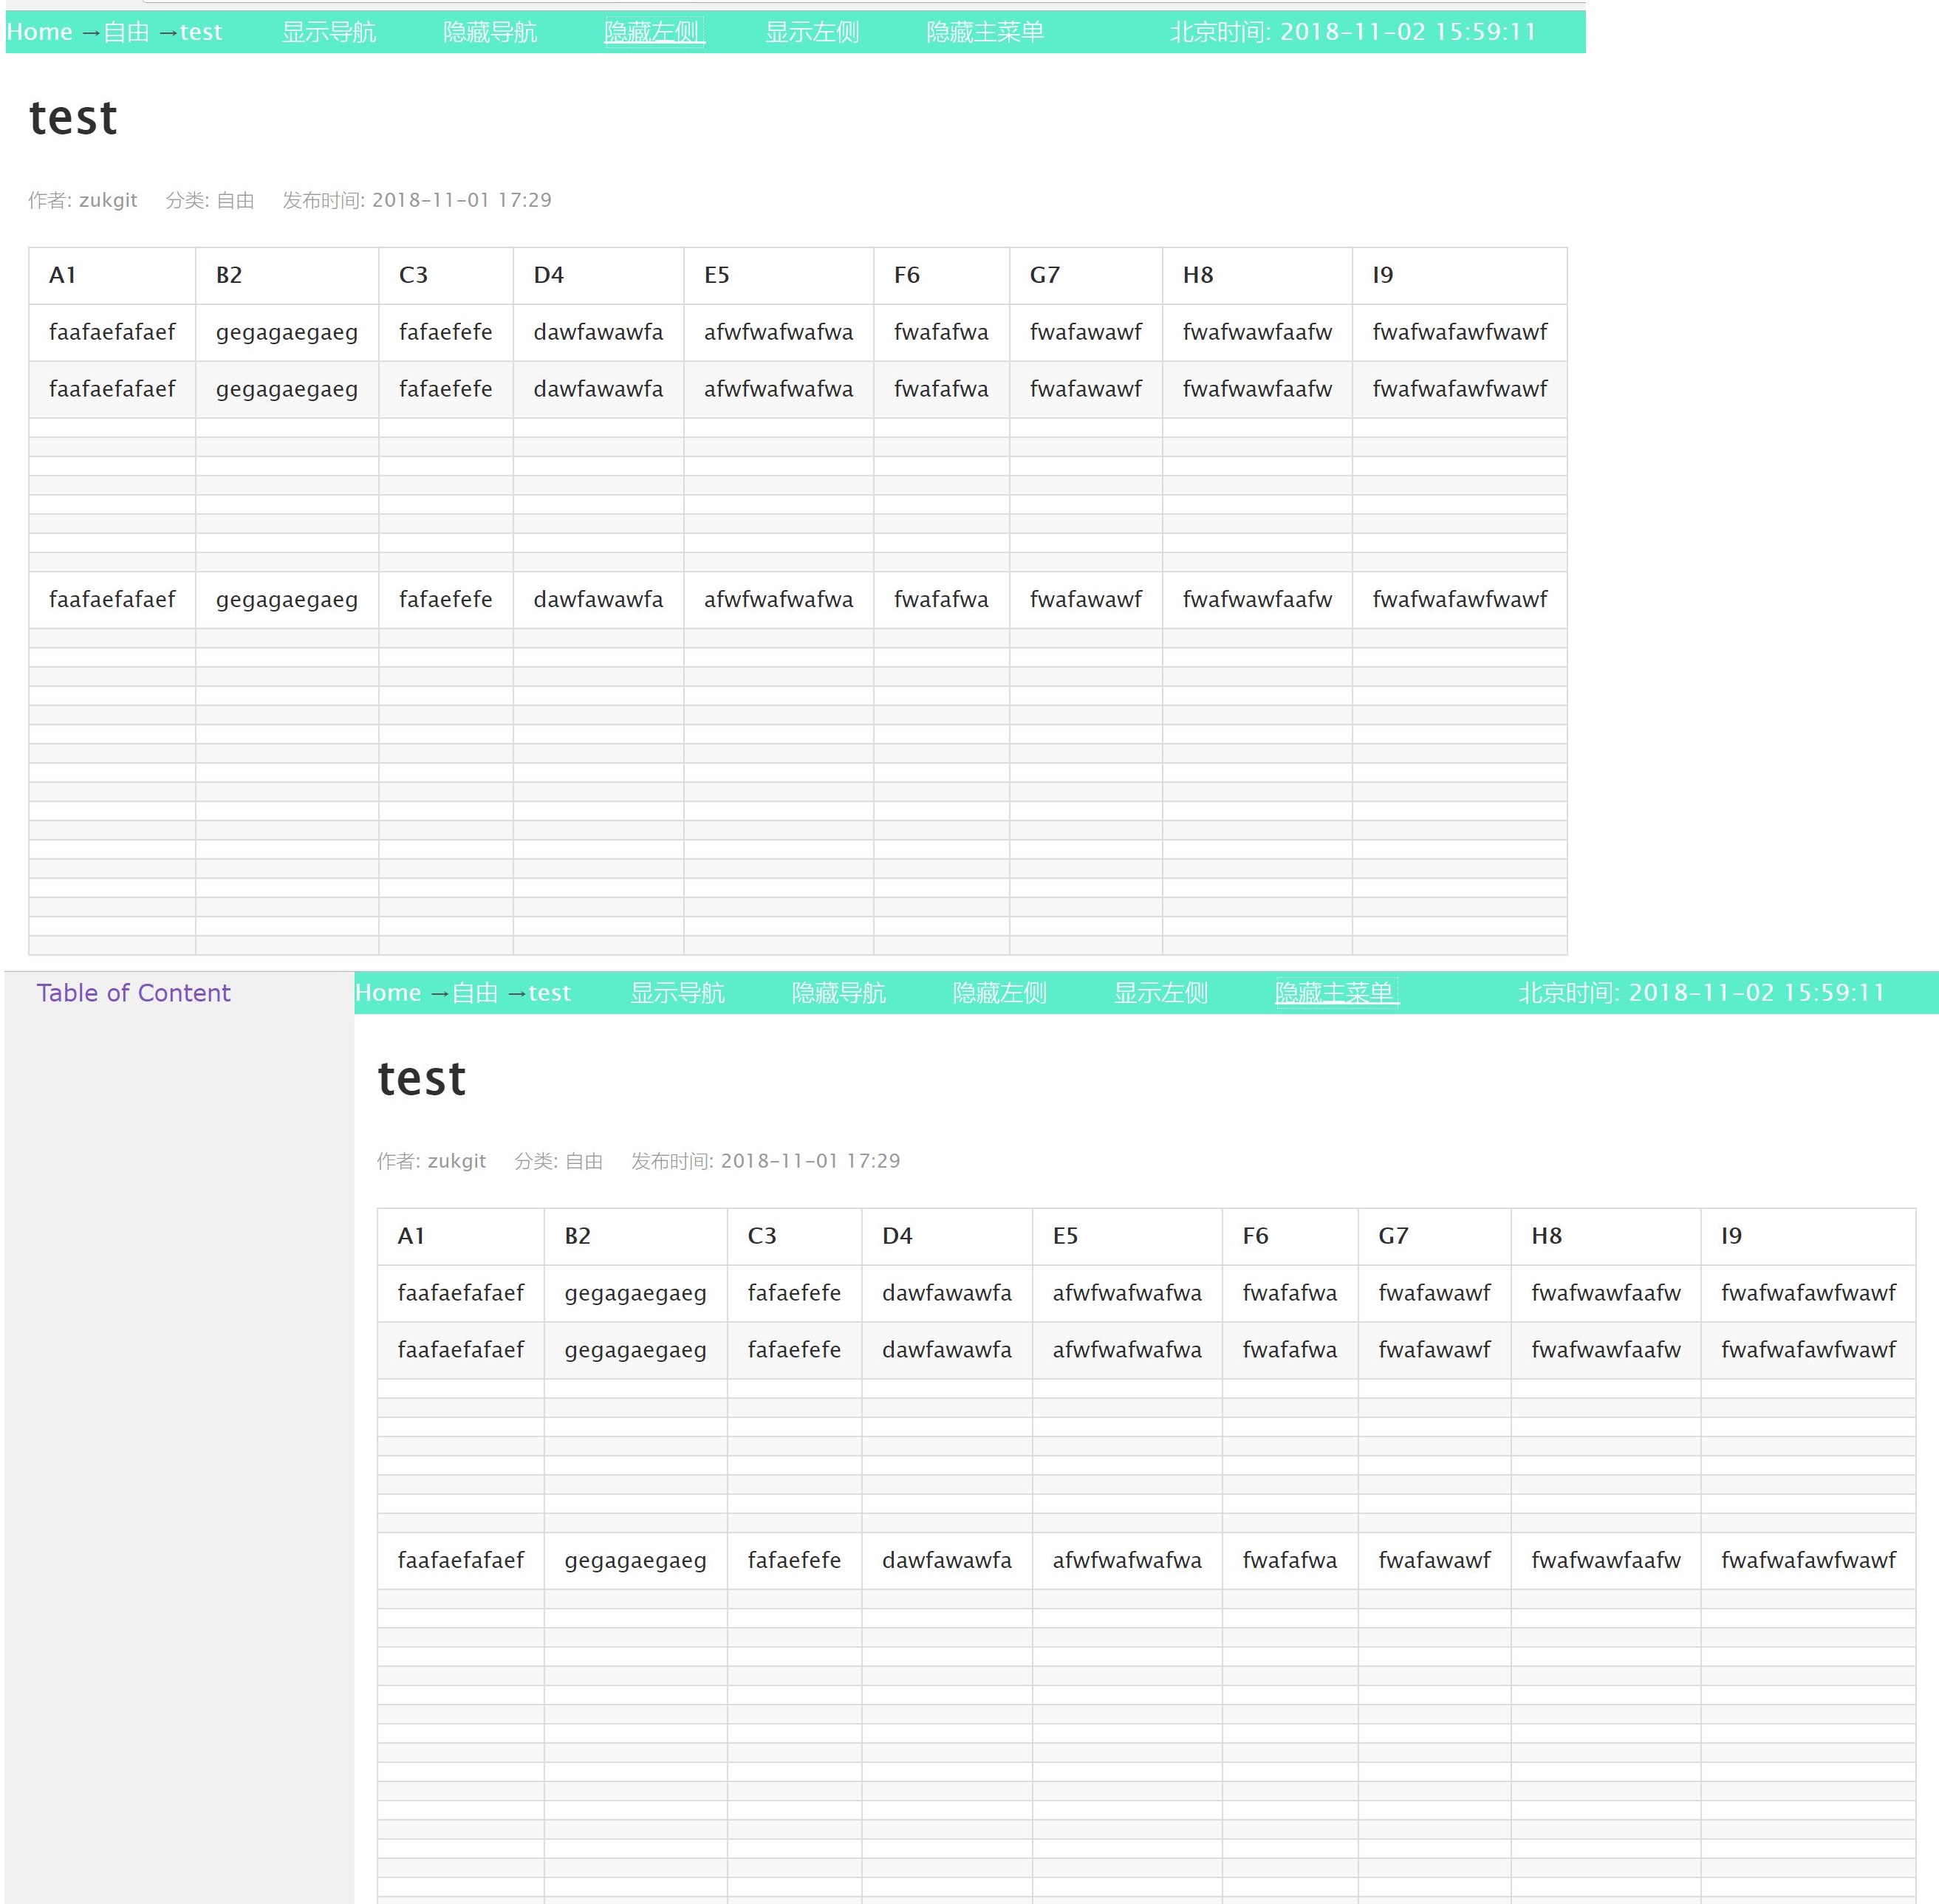 Home →自由 →test 显示导航 隐藏导航 隐藏左侧 显示左侧 隐藏主菜单 北京时间: 2018-11-02 15:59:11
test
作者: zukgit 分类: 自由 发布时间: 2018-11-01 17:29
A1 B2 C3 D4 E5 F6 G7 H8 I9
faafaefafaef gegagaegaeg fafaefefe dawfawawfa afwfwafwafwa fwafafwa fwafawawf fwafwawfaafw fwafwafawfwawf
faafaefafaef gegagaegaeg fafaefefe dawfawawfa afwfwafwafwa fwafafwa fwafawawf fwafwawfaafw fwafwafawfwawf
faafaefafaef gegagaegaeg fafaefefe dawfawawfa afwfwafwafwa fwafafwa fwafawawf fwafwawfaafw fwafwafawfwawf
Table of Content
Home →自由 →test 显示导航 隐藏导航 隐藏左侧 显示左侧 隐藏主菜单 北京时间: 2018-11-02 15:59:11
test
作者: zukgit 分类: 自由 发布时间: 2018-11-01 17:29
A1 B2 C3 D4 E5 F6 G7 H8 I9
faafaefafaef gegagaegaeg fafaefefe dawfawawfa afwfwafwafwa fwafafwa fwafawawf fwafwawfaafw fwafwafawfwawf
faafaefafaef gegagaegaeg fafaefefe dawfawawfa afwfwafwafwa fwafafwa fwafawawf fwafwawfaafw fwafwafawfwawf
faafaefafaef gegagaegaeg fafaefefe dawfawawfa afwfwafwafwa fwafafwa fwafawawf fwafwawfaafw fwafwafawfwawf